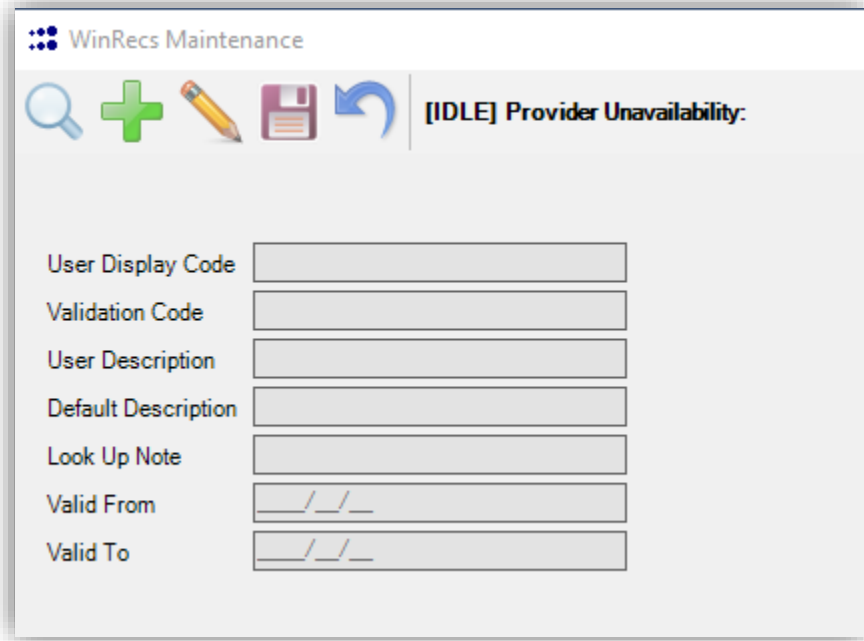 WinRecs Maintenance
[IDLE] Provider Unavailability:
User Display Code
Validation Code
User Description
Default Description
Look Up Note
Valid From ____/__/__
Valid To ____/__/__